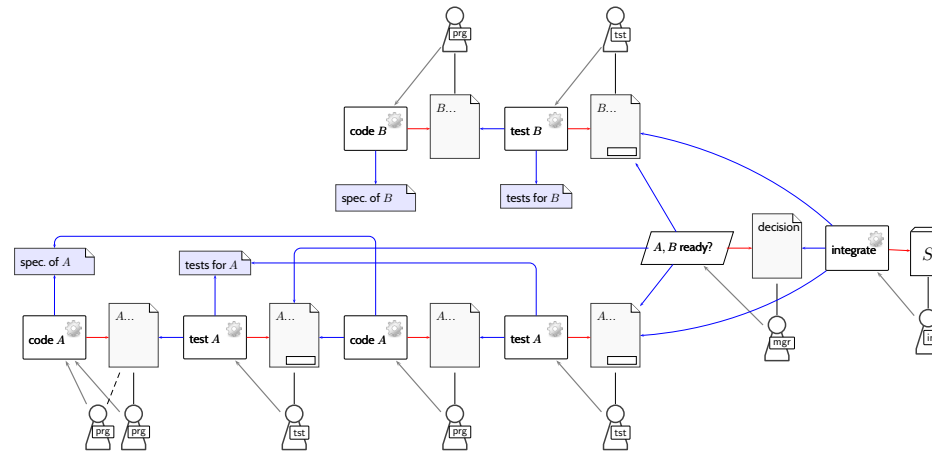 prg
tst
B...
B...
code B
test B
spec. of B
tests for B
decision
A, B ready?
integrate
S
spec. of A
tests for A
A...
A...
A...
A...
code A
test A
code A
test A
mgr
prg
prg
tst
prg
tst